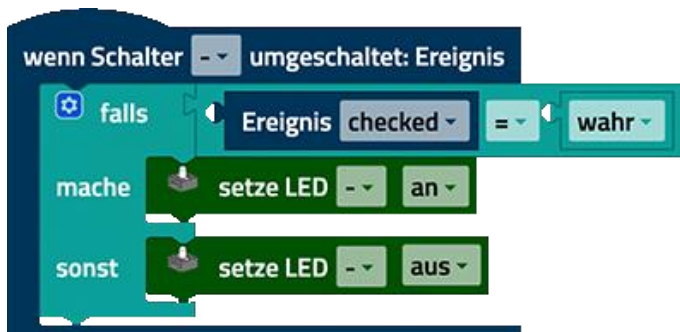 wenn Schalter - umgeschaltet: Ereignis
falls Ereignis checked = wahr
mache setze LED - an
sonst setze LED - aus